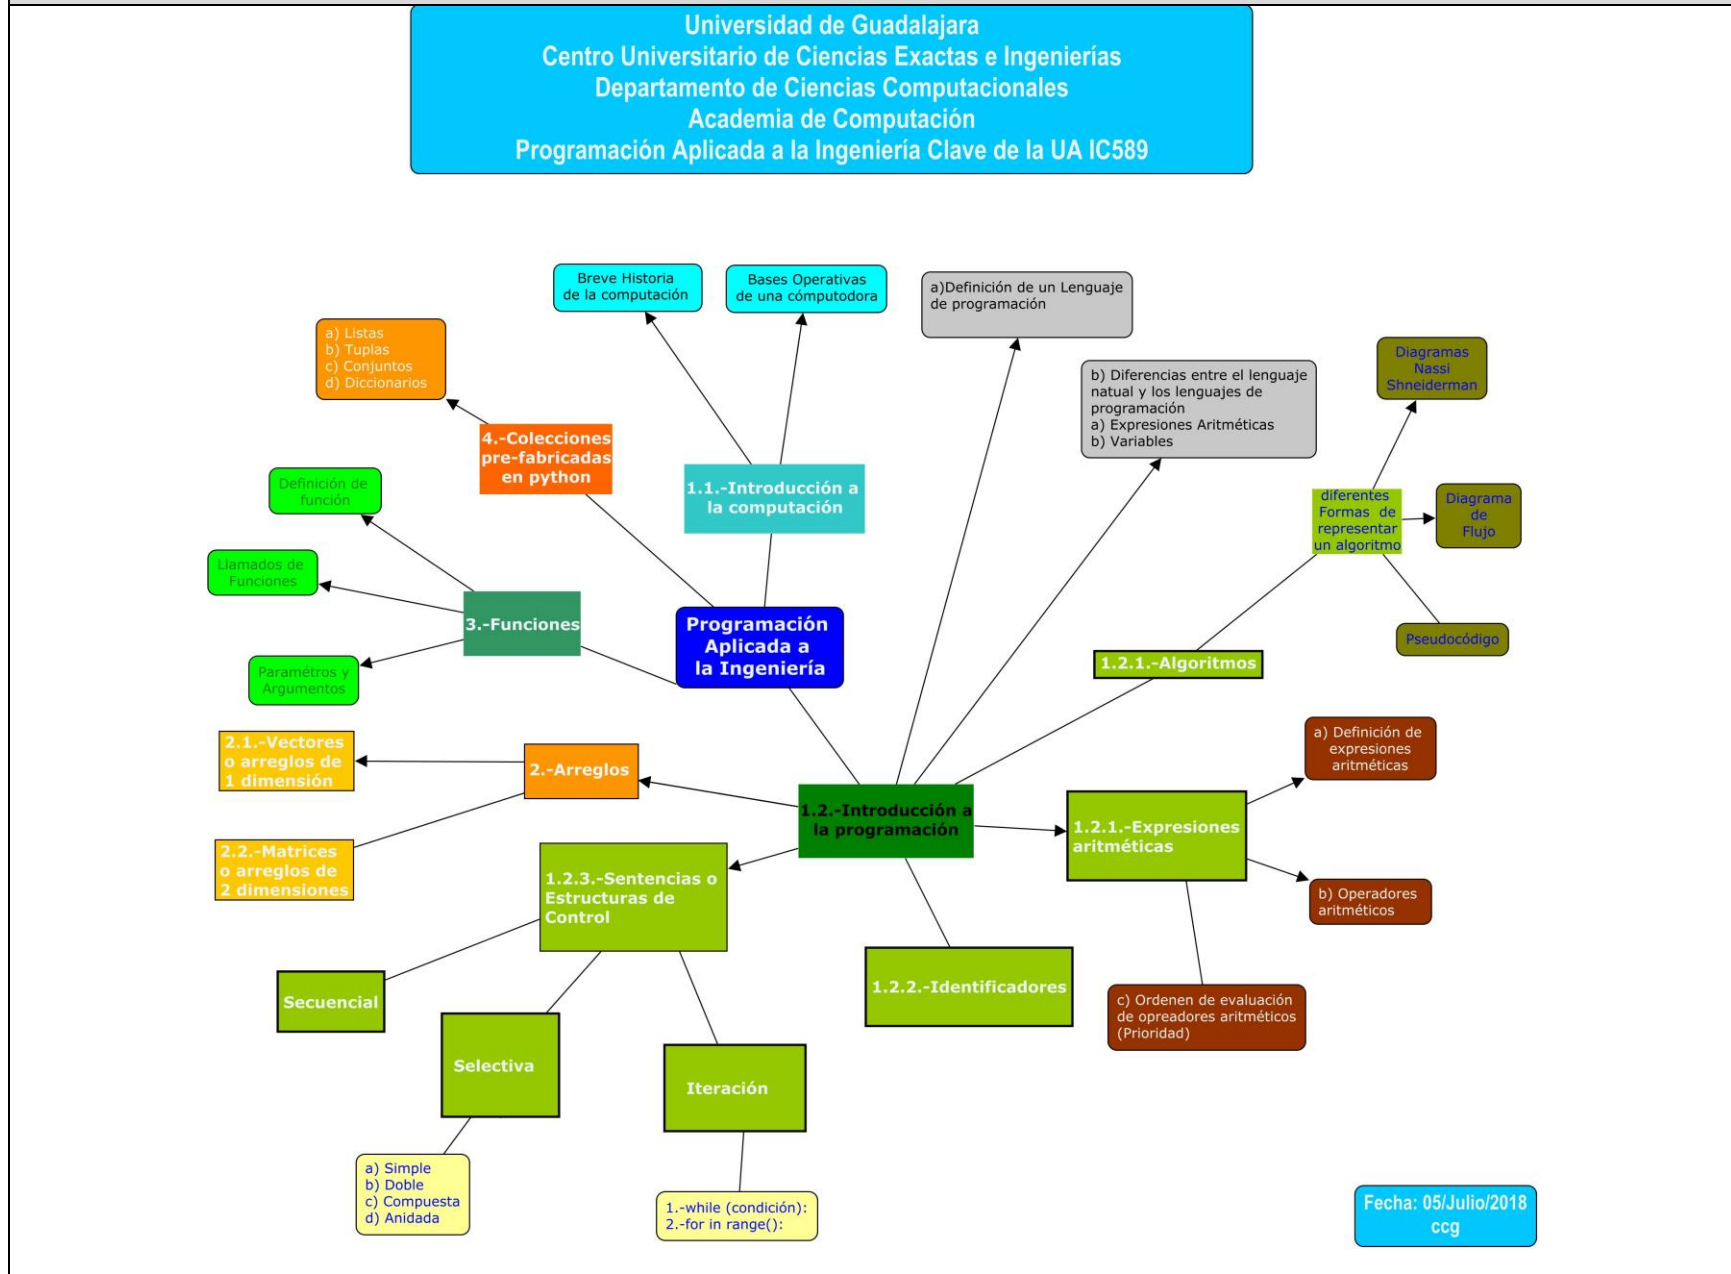 Universidad de Guadalajara
Centro Universitario de Ciencias Exactas e Ingenierías
Departamento de Ciencias Computacionales
Academia de Computación
Programación Aplicada a la Ingeniería Clave de la UA IC589
Breve Historia
de la computación
Bases Operativas
de una cómputodora
a)Definición de un Lenguaje
de programación
a) Listas
b) Tuplas
c) Conjuntos
d) Diccionarios
b) Diferencias entre el lenguaje
natual y los lenguajes de
programación
a) Expresiones Aritméticas
b) Variables
Diagramas
Nassi
Shneiderman
4.-Colecciones
pre-fabricadas
en python
1.1.-Introducción a
la computación
Definición de
función
diferentes
Formas de
representar
un algoritmo
Diagrama
de
Flujo
Llamados de
Funciones
3.-Funciones
Programación
Aplicada a
la Ingeniería
Pseudocódigo
1.2.1.-Algoritmos
Paramétros y
Argumentos
2.1.-Vectores
o arreglos de
1 dimensión
2.-Arreglos
a) Definición de
expresiones
aritméticas
1.2.-Introducción a
la programación
1.2.1.-Expresiones
aritméticas
2.2.-Matrices
o arreglos de
2 dimensiones
1.2.3.-Sentencias o
Estructuras de
Control
b) Operadores
aritméticos
Secuencial
1.2.2.-Identificadores
c) Ordenen de evaluación
de opreadores aritméticos
(Prioridad)
Selectiva
Iteración
a) Simple
b) Doble
c) Compuesta
d) Anidada
1.-while (condición):
2.-for in range():
Fecha: 05/Julio/2018
ccg